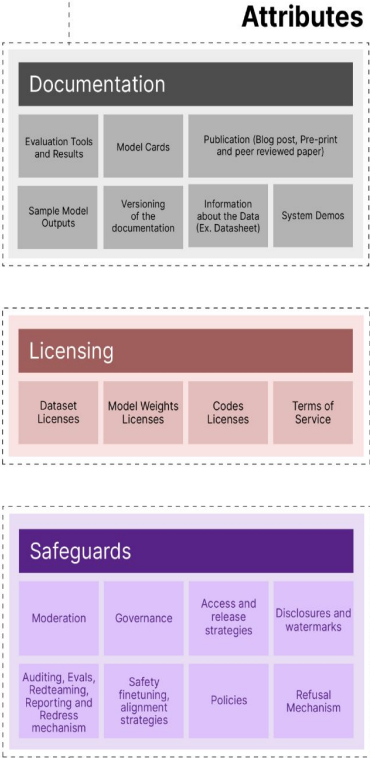 Attributes
Documentation
Evaluation Tools
and Results
Model Cards
Publication (Blog post, Pre-print
and peer reviewed paper)
Sample Model
Outputs
Versioning
of the
documentation
Information
about the Data
(Ex. Datasheet)
System Demos
Licensing
Dataset
Licenses
Model Weights
Licenses
Codes
Licenses
Terms of
Service
Safeguards
Moderation
Governance
Access and
release
strategies
Disclosures and
watermarks
Auditing, Evals,
Redteaming,
Reporting and
Redress
mechanism
Safety
finetuning,
alignment
strategies
Policies
Refusal
Mechanism